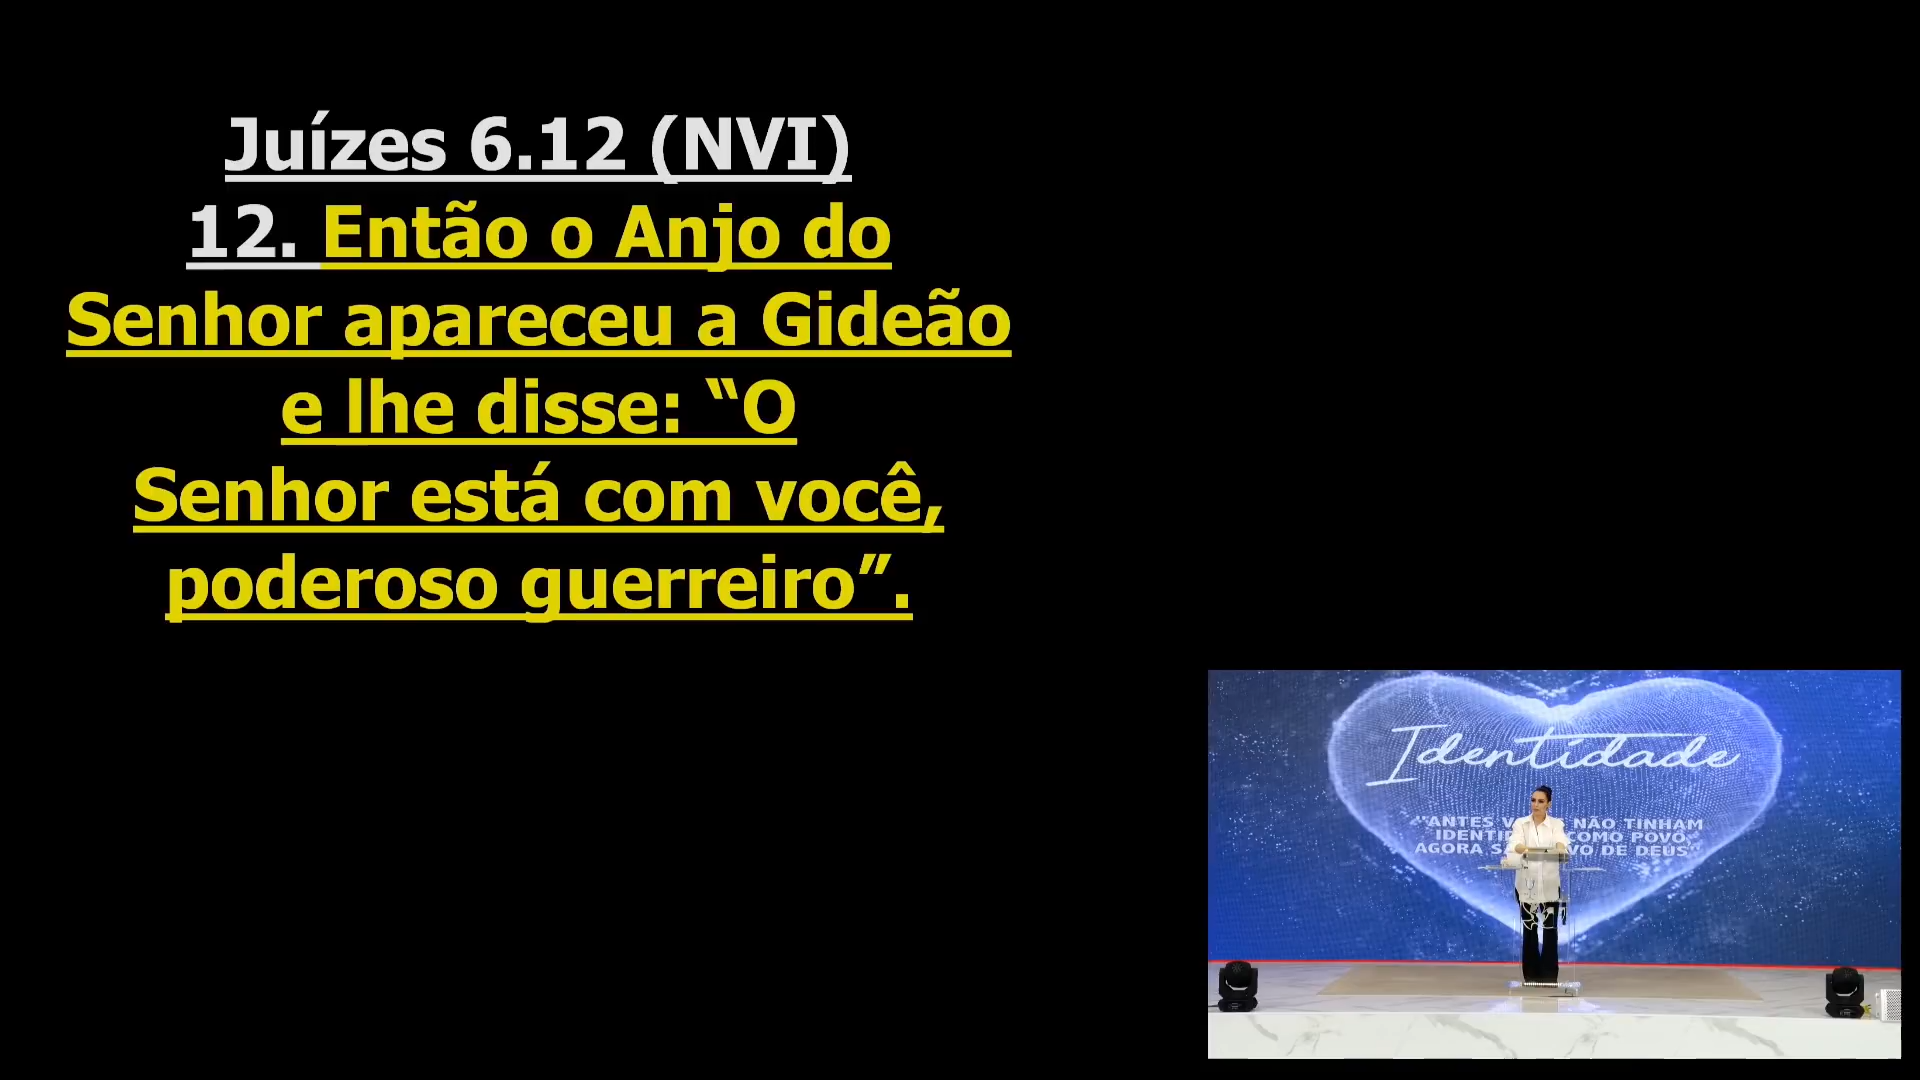 Juízes 6.12 (NVI)
12. Então o Anjo do
Senhor apareceu a Gideão
e lhe disse: “O
Senhor está com você,
poderoso guerreiro”.
Identidade
"ANTES NÃO TINHAM
COMO POVO,
AGORA DE DEUS"